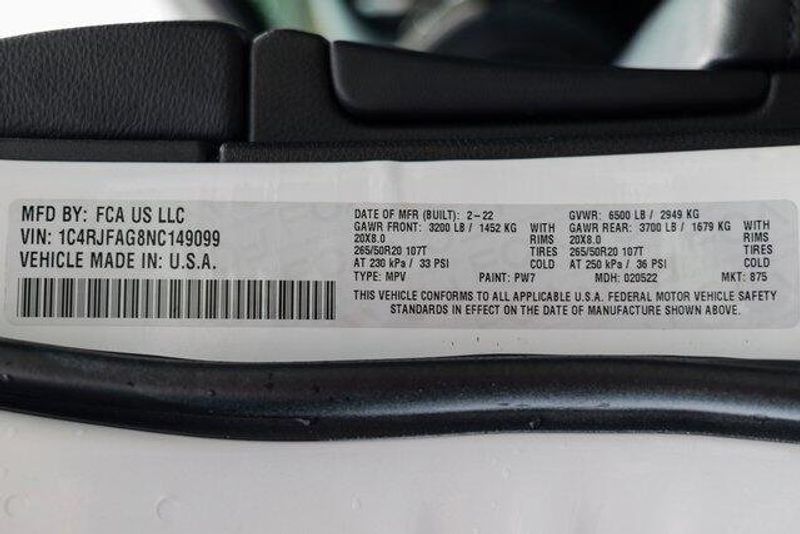 MFD BY: FCA US LLC
VIN: 1C4RJFAG8NC149099
VEHICLE MADE IN: U.S.A.
DATE OF MFR (BUILT): 2-22 GVWR: 6500 LB / 2949 KG
GAWR FRONT: 3200 LB / 1452 KG WITH GAWR REAR: 3700 LB / 1679 KG WITH
20X8.0 RIMS 20X8.0 RIMS
265/50R20 107T TIRES 265/50R20 107T TIRES
AT 230 kPa / 33 PSI COLD AT 250 kPa / 36 PSI COLD
TYPE: MPV PAINT: PW7 MDH: 020522 MKT: 875
THIS VEHICLE CONFORMS TO ALL APPLICABLE U.S.A. FEDERAL MOTOR VEHICLE SAFETY
STANDARDS IN EFFECT ON THE DATE OF MANUFACTURE SHOWN ABOVE.